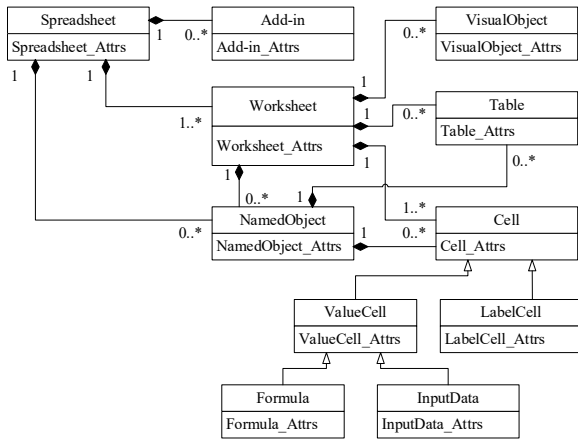 Spreadsheet
Spreadsheet_Attrs
1
0..*
Add-in
Add-in_Attrs
VisualObject
VisualObject_Attrs
0..*
1
1
1
1..*
Worksheet
Worksheet_Attrs
1
1
1
0..*
Table
Table_Attrs
0..*
1
0..*
NamedObject
NamedObject_Attrs
0..*
1
1
1..*
0..*
Cell
Cell_Attrs
ValueCell
ValueCell_Attrs
LabelCell
LabelCell_Attrs
Formula
Formula_Attrs
InputData
InputData_Attrs